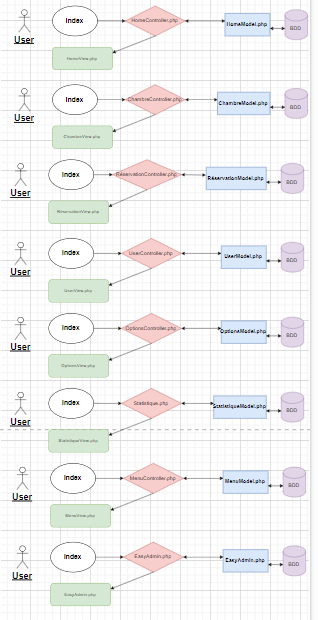 Index
HomeController.php
HomeModel.php
BDD
User
HomeView.php
Index
ChambreController.php
ChambreModel.php
BDD
User
ChambreView.php
Index
RéservationController.php
RéservationModel.php
BDD
User
RéservationView.php
Index
UserController.php
UserModel.php
BDD
User
UserView.php
Index
OptionsController.php
OptionsModel.php
BDD
User
OptionsView.php
Index
Statistique.php
StatistiqueModel.php
BDD
User
StatistiqueView.php
Index
MenuController.php
MenuModel.php
BDD
User
MenuView.php
Index
EasyAdmin.php
EasyAdmin.php
BDD
User
EasyAdmin.php